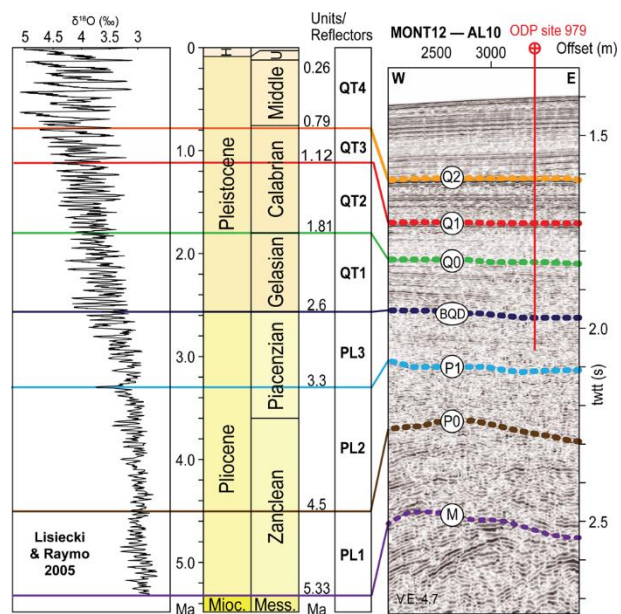 δ¹⁸O (‰)
5 4.5 4 3.5 3
Units/
Reflectors
MONT12 — AL10
ODP site 979
2500 3000
Offset (m)
0
H
U
0.26
W
E
Middle
QT4
0.79
1.5
QT3
1.0
1.12
Q2
Pleistocene
Calabrian
QT2
Q1
1.81
2.0
Q0
Gelasian
QT1
2.6
BQD
2.0
3.0
Piacenzian
PL3
P1
3.3
twtt (s)
Pliocene
PL2
P0
4.0
4.5
Zanclean
M
2.5
Lisiecki
& Raymo
2005
5.0
PL1
5.33
V.E. 4.7
Ma
Mioc.
Mess.
Ma